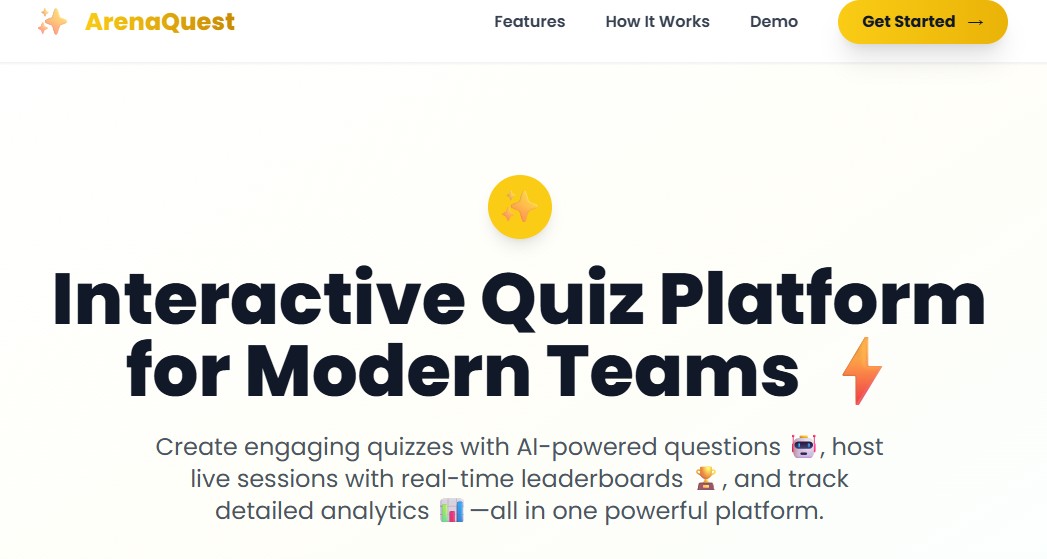 ✨ ArenaQuest
Features
How It Works
Demo
Get Started →
Interactive Quiz Platform
for Modern Teams ⚡
Create engaging quizzes with AI-powered questions 🤖, host
live sessions with real-time leaderboards 🏆, and track
detailed analytics 📊—all in one powerful platform.